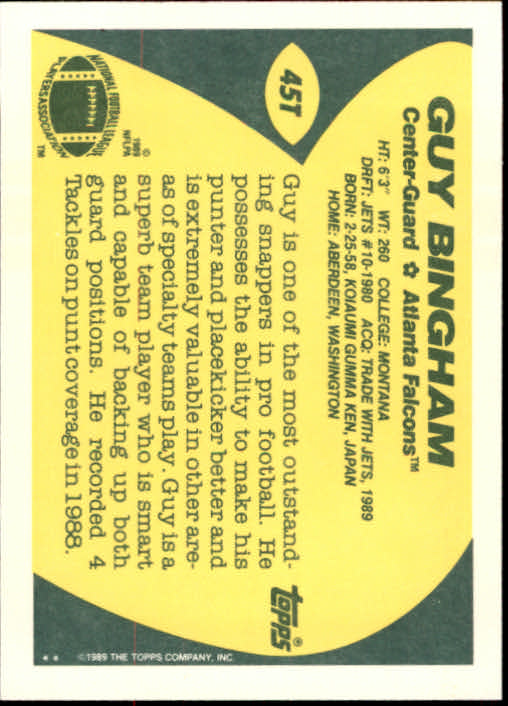 45T
GUY BINGHAM
Center-Guard ✿ Atlanta Falcons™
HT: 6'3" WT: 260 COLLEGE: MONTANA
DRFT: JETS #10-1980 ACQ: TRADE WITH JETS, 1989
BORN: 2-25-58, KOIAUMI GUMMA KEN, JAPAN
HOME: ABERDEEN, WASHINGTON
Guy is one of the most outstand-
ing snappers in pro football. He
possesses the ability to make his
punter and placekicker better and
is extremely valuable in other are-
as of specialty teams play. Guy is a
superb team player who is smart
and capable of backing up both
guard positions. He recorded 4
Tackles on punt coverage in 1988.
NATIONAL FOOTBALL LEAGUE
PLAYERS ASSOCIATION
™
©
1989
NFLPA
topps®
** ©1989 THE TOPPS COMPANY, INC.